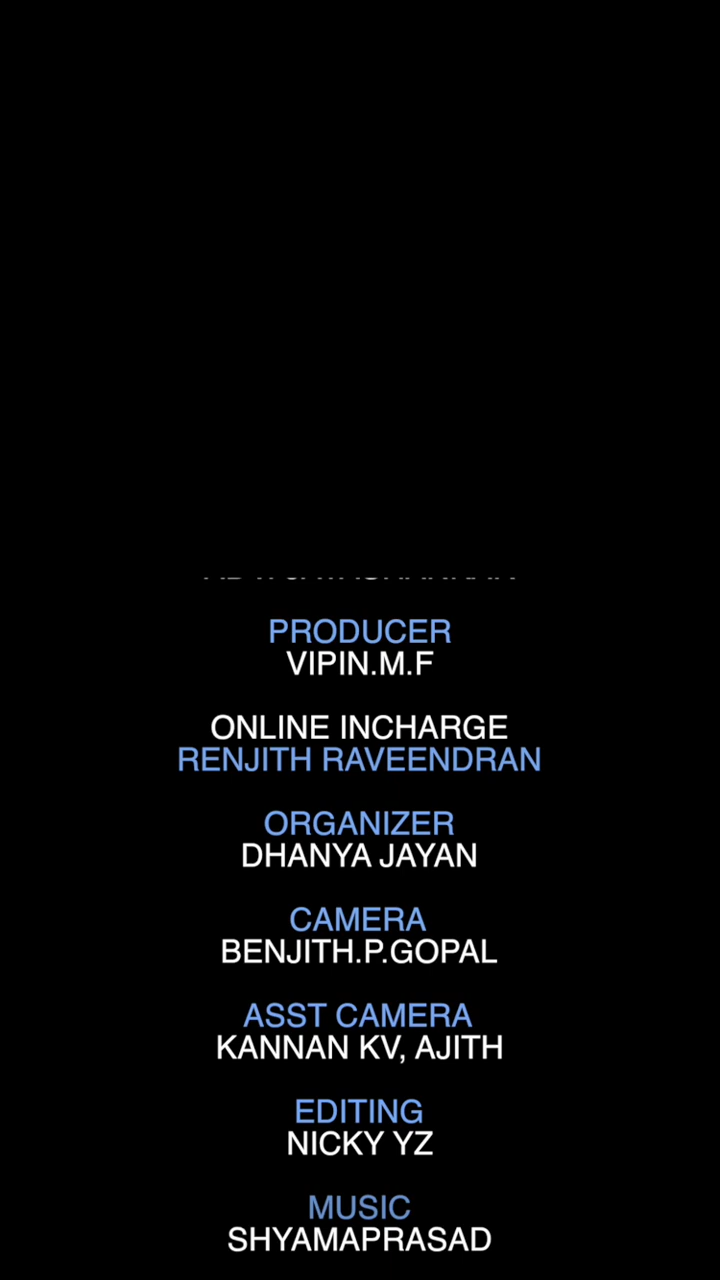 PRODUCER
VIPIN.M.F
ONLINE INCHARGE
RENJITH RAVEENDRAN
ORGANIZER
DHANYA JAYAN
CAMERA
BENJITH.P.GOPAL
ASST CAMERA
KANNAN KV, AJITH
EDITING
NICKY YZ
MUSIC
SHYAMAPRASAD